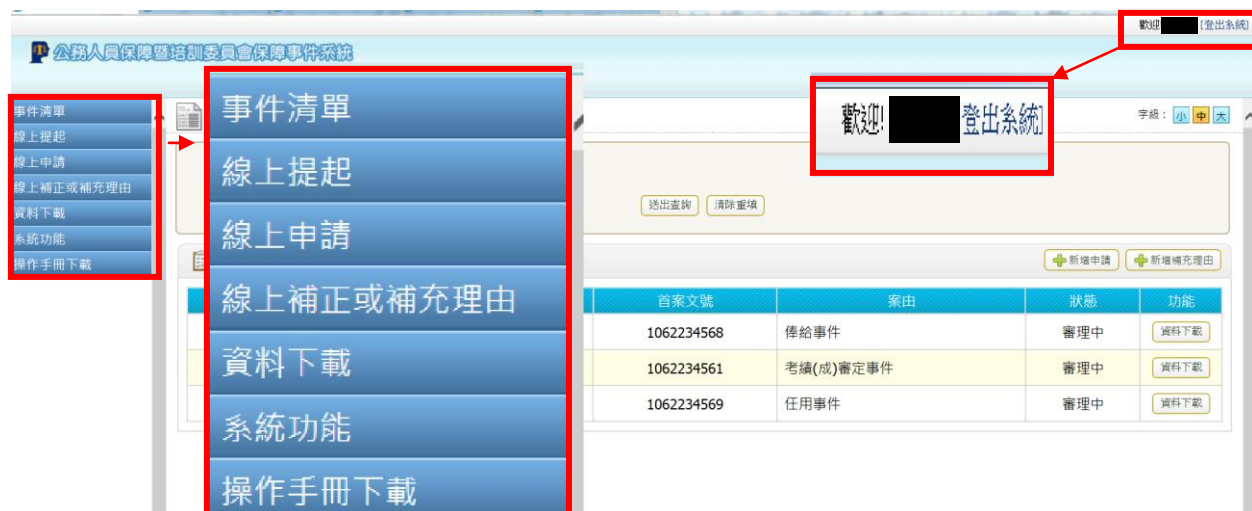 歡迎 [登出系統]
公務人員保障暨培訓委員會保障事件系統
事件清單
線上提起
線上申請
線上補正或補充理由
資料下載
系統功能
操作手冊下載
事件清單
線上提起
線上申請
線上補正或補充理由
資料下載
系統功能
操作手冊下載
歡迎! 登出系統]
字級： 小 中 大
送出查詢 清除重填
新增申請 新增補充理由
首案文號 案由 狀態 功能
1062234568 俸給事件 審理中 資料下載
1062234561 考績(成)審定事件 審理中 資料下載
1062234569 任用事件 審理中 資料下載